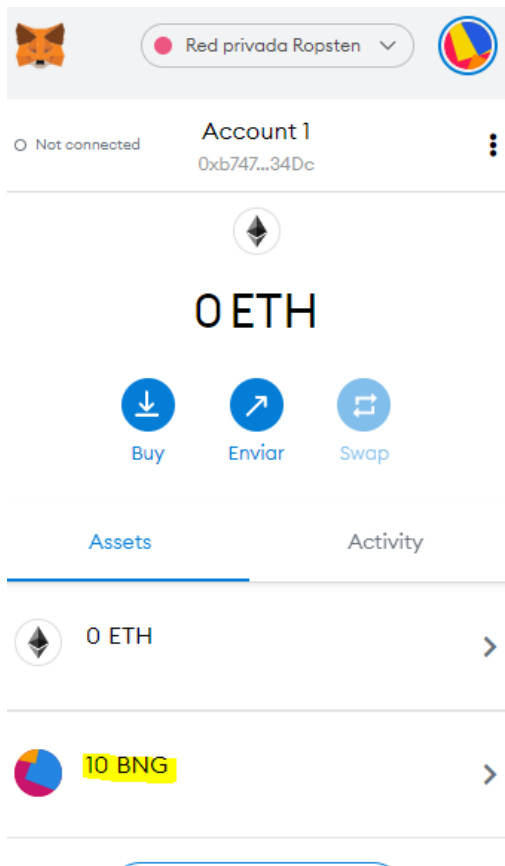 Red privada Ropsten
Not connected
Account 1
0xb747...34Dc
0 ETH
Buy
Enviar
Swap
Assets
Activity
0 ETH
10 BNG